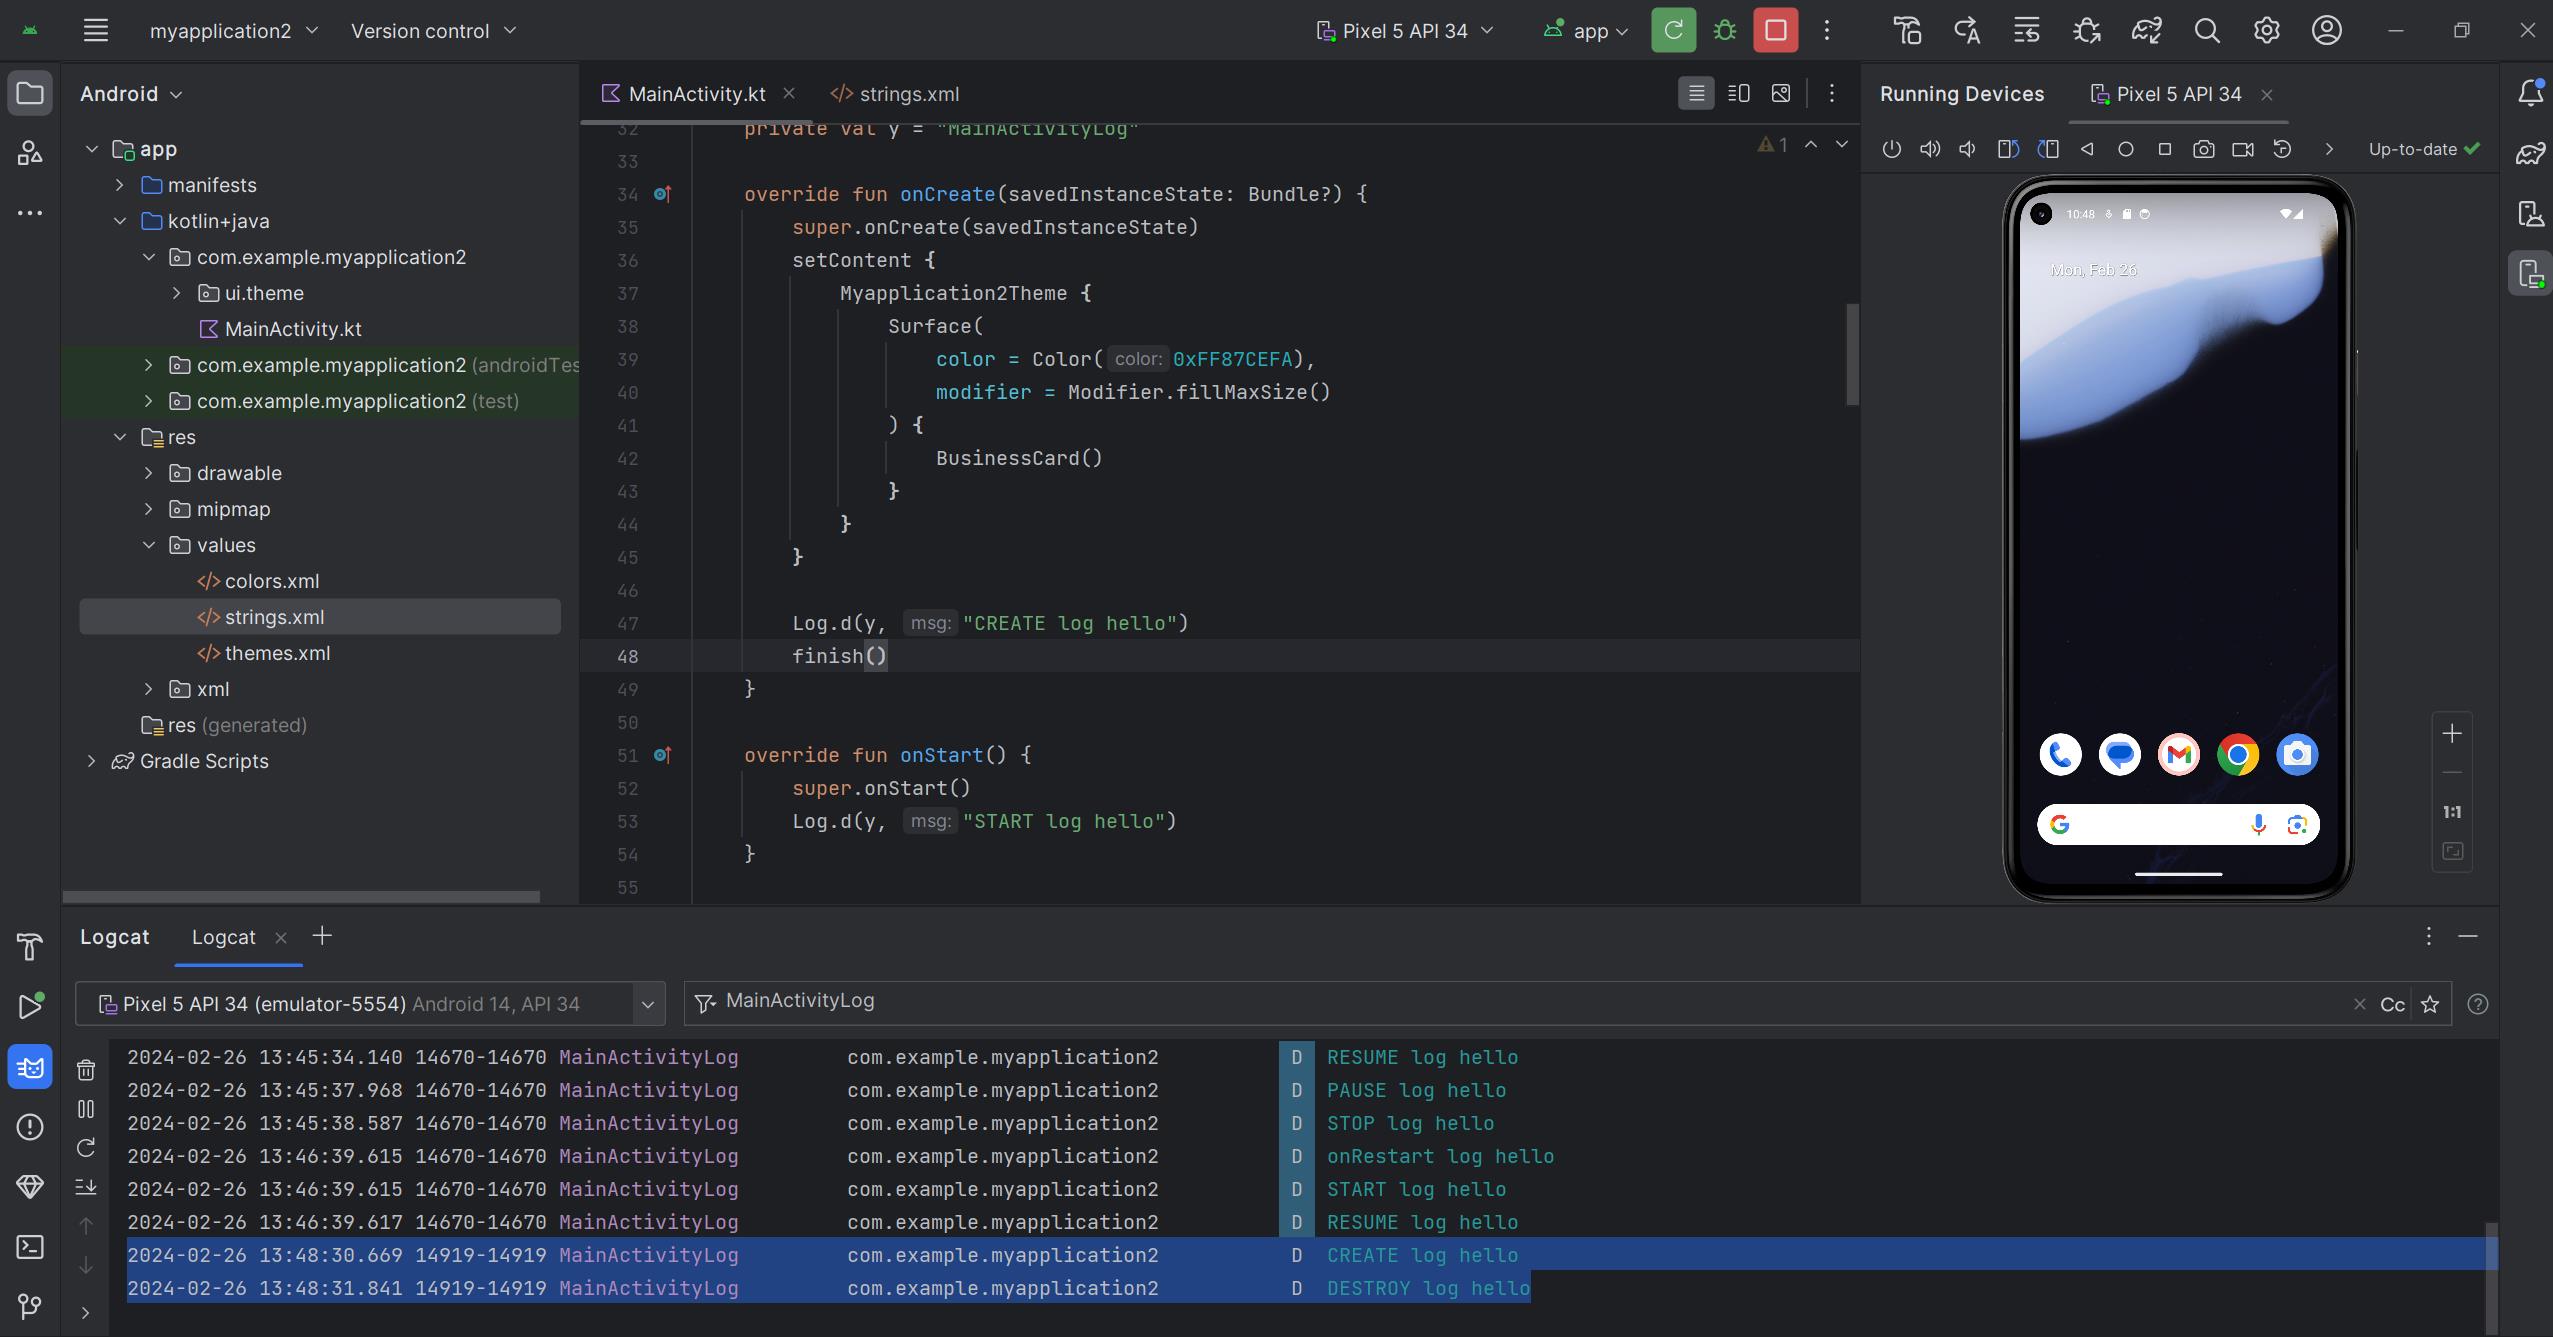 myapplication2
Version control
Pixel 5 API 34
app
Android
MainActivity.kt
strings.xml
Running Devices
Pixel 5 API 34
app
manifests
kotlin+java
com.example.myapplication2
ui.theme
MainActivity.kt
com.example.myapplication2 (androidTes
com.example.myapplication2 (test)
res
drawable
mipmap
values
colors.xml
strings.xml
themes.xml
xml
res (generated)
Gradle Scripts
1
32 private val y = "MainActivityLog"
33
34 override fun onCreate(savedInstanceState: Bundle?) {
35 super.onCreate(savedInstanceState)
36 setContent {
37 Myapplication2Theme {
38 Surface(
39 color = Color( color: 0xFF87CEFA),
40 modifier = Modifier.fillMaxSize()
41 ) {
42 BusinessCard()
43 }
44 }
45 }
46
47 Log.d(y, msg: "CREATE log hello")
48 finish()
49 }
50
51 override fun onStart() {
52 super.onStart()
53 Log.d(y, msg: "START log hello")
54 }
55
Up-to-date
10:48
Mon, Feb 26
1:1
Logcat
Logcat
Pixel 5 API 34 (emulator-5554) Android 14, API 34
MainActivityLog
Cc
2024-02-26 13:45:34.140 14670-14670 MainActivityLog com.example.myapplication2 D RESUME log hello
2024-02-26 13:45:37.968 14670-14670 MainActivityLog com.example.myapplication2 D PAUSE log hello
2024-02-26 13:45:38.587 14670-14670 MainActivityLog com.example.myapplication2 D STOP log hello
2024-02-26 13:46:39.615 14670-14670 MainActivityLog com.example.myapplication2 D onRestart log hello
2024-02-26 13:46:39.615 14670-14670 MainActivityLog com.example.myapplication2 D START log hello
2024-02-26 13:46:39.617 14670-14670 MainActivityLog com.example.myapplication2 D RESUME log hello
2024-02-26 13:48:30.669 14919-14919 MainActivityLog com.example.myapplication2 D CREATE log hello
2024-02-26 13:48:31.841 14919-14919 MainActivityLog com.example.myapplication2 D DESTROY log hello